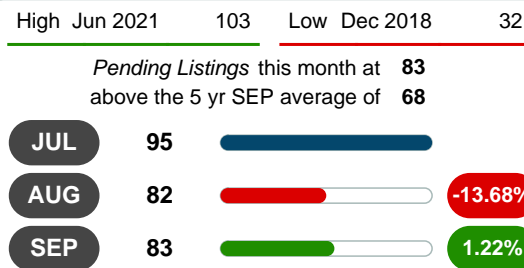 High Jun 2021 103 Low Dec 2018 32
Pending Listings this month at 83
above the 5 yr SEP average of 68
JUL 95
AUG 82 -13.68%
SEP 83 1.22%